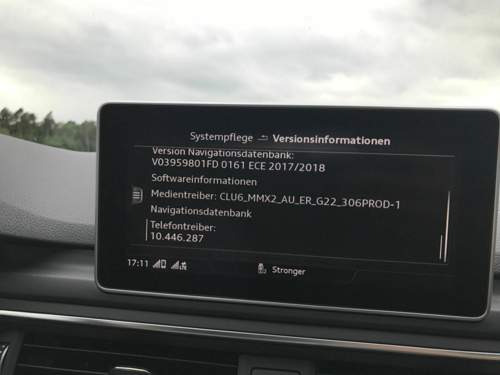 Systempflege Versionsinformationen
Version Navigationsdatenbank:
V03959801FD 0161 ECE 2017/2018
Softwareinformationen
Medientreiber: CLU6_MMX2_AU_ER_G22_306PROD-1
Navigationsdatenbank
Telefontreiber:
10.446.287
17:11 Stronger